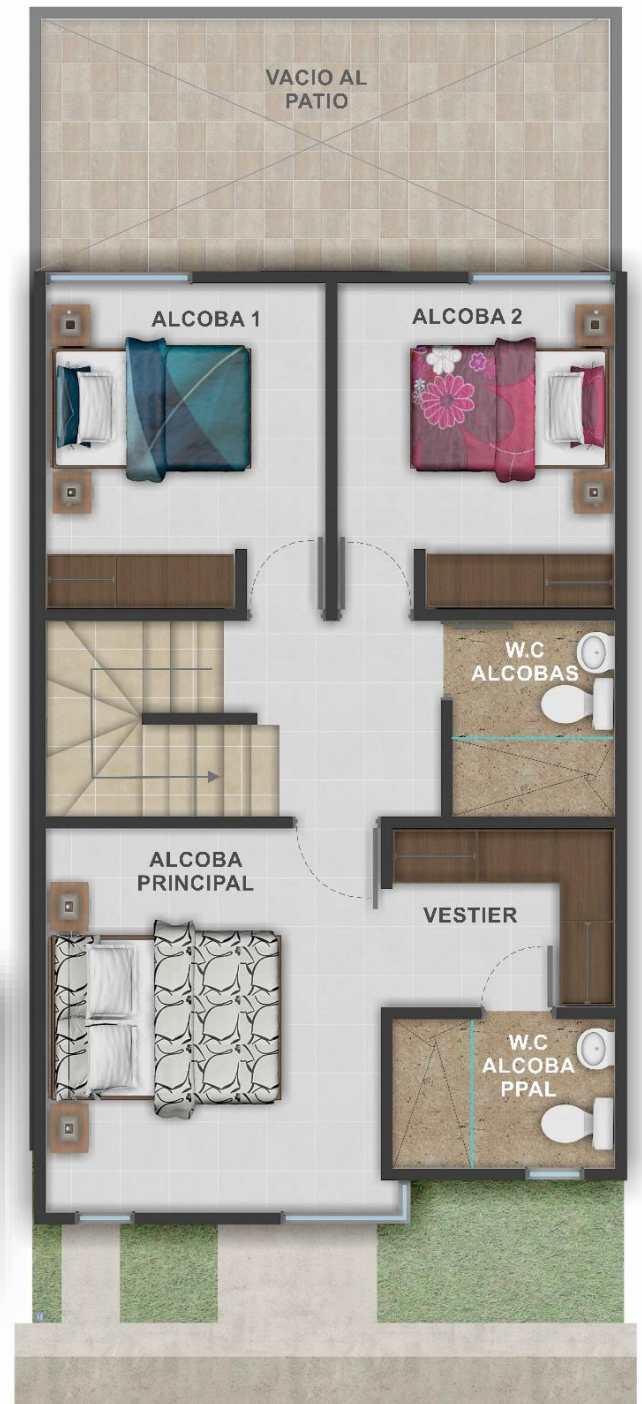 VACIO AL
PATIO
ALCOBA 1
ALCOBA 2
W.C
ALCOBAS
ALCOBA
PRINCIPAL
VESTIER
W.C
ALCOBA
PPAL